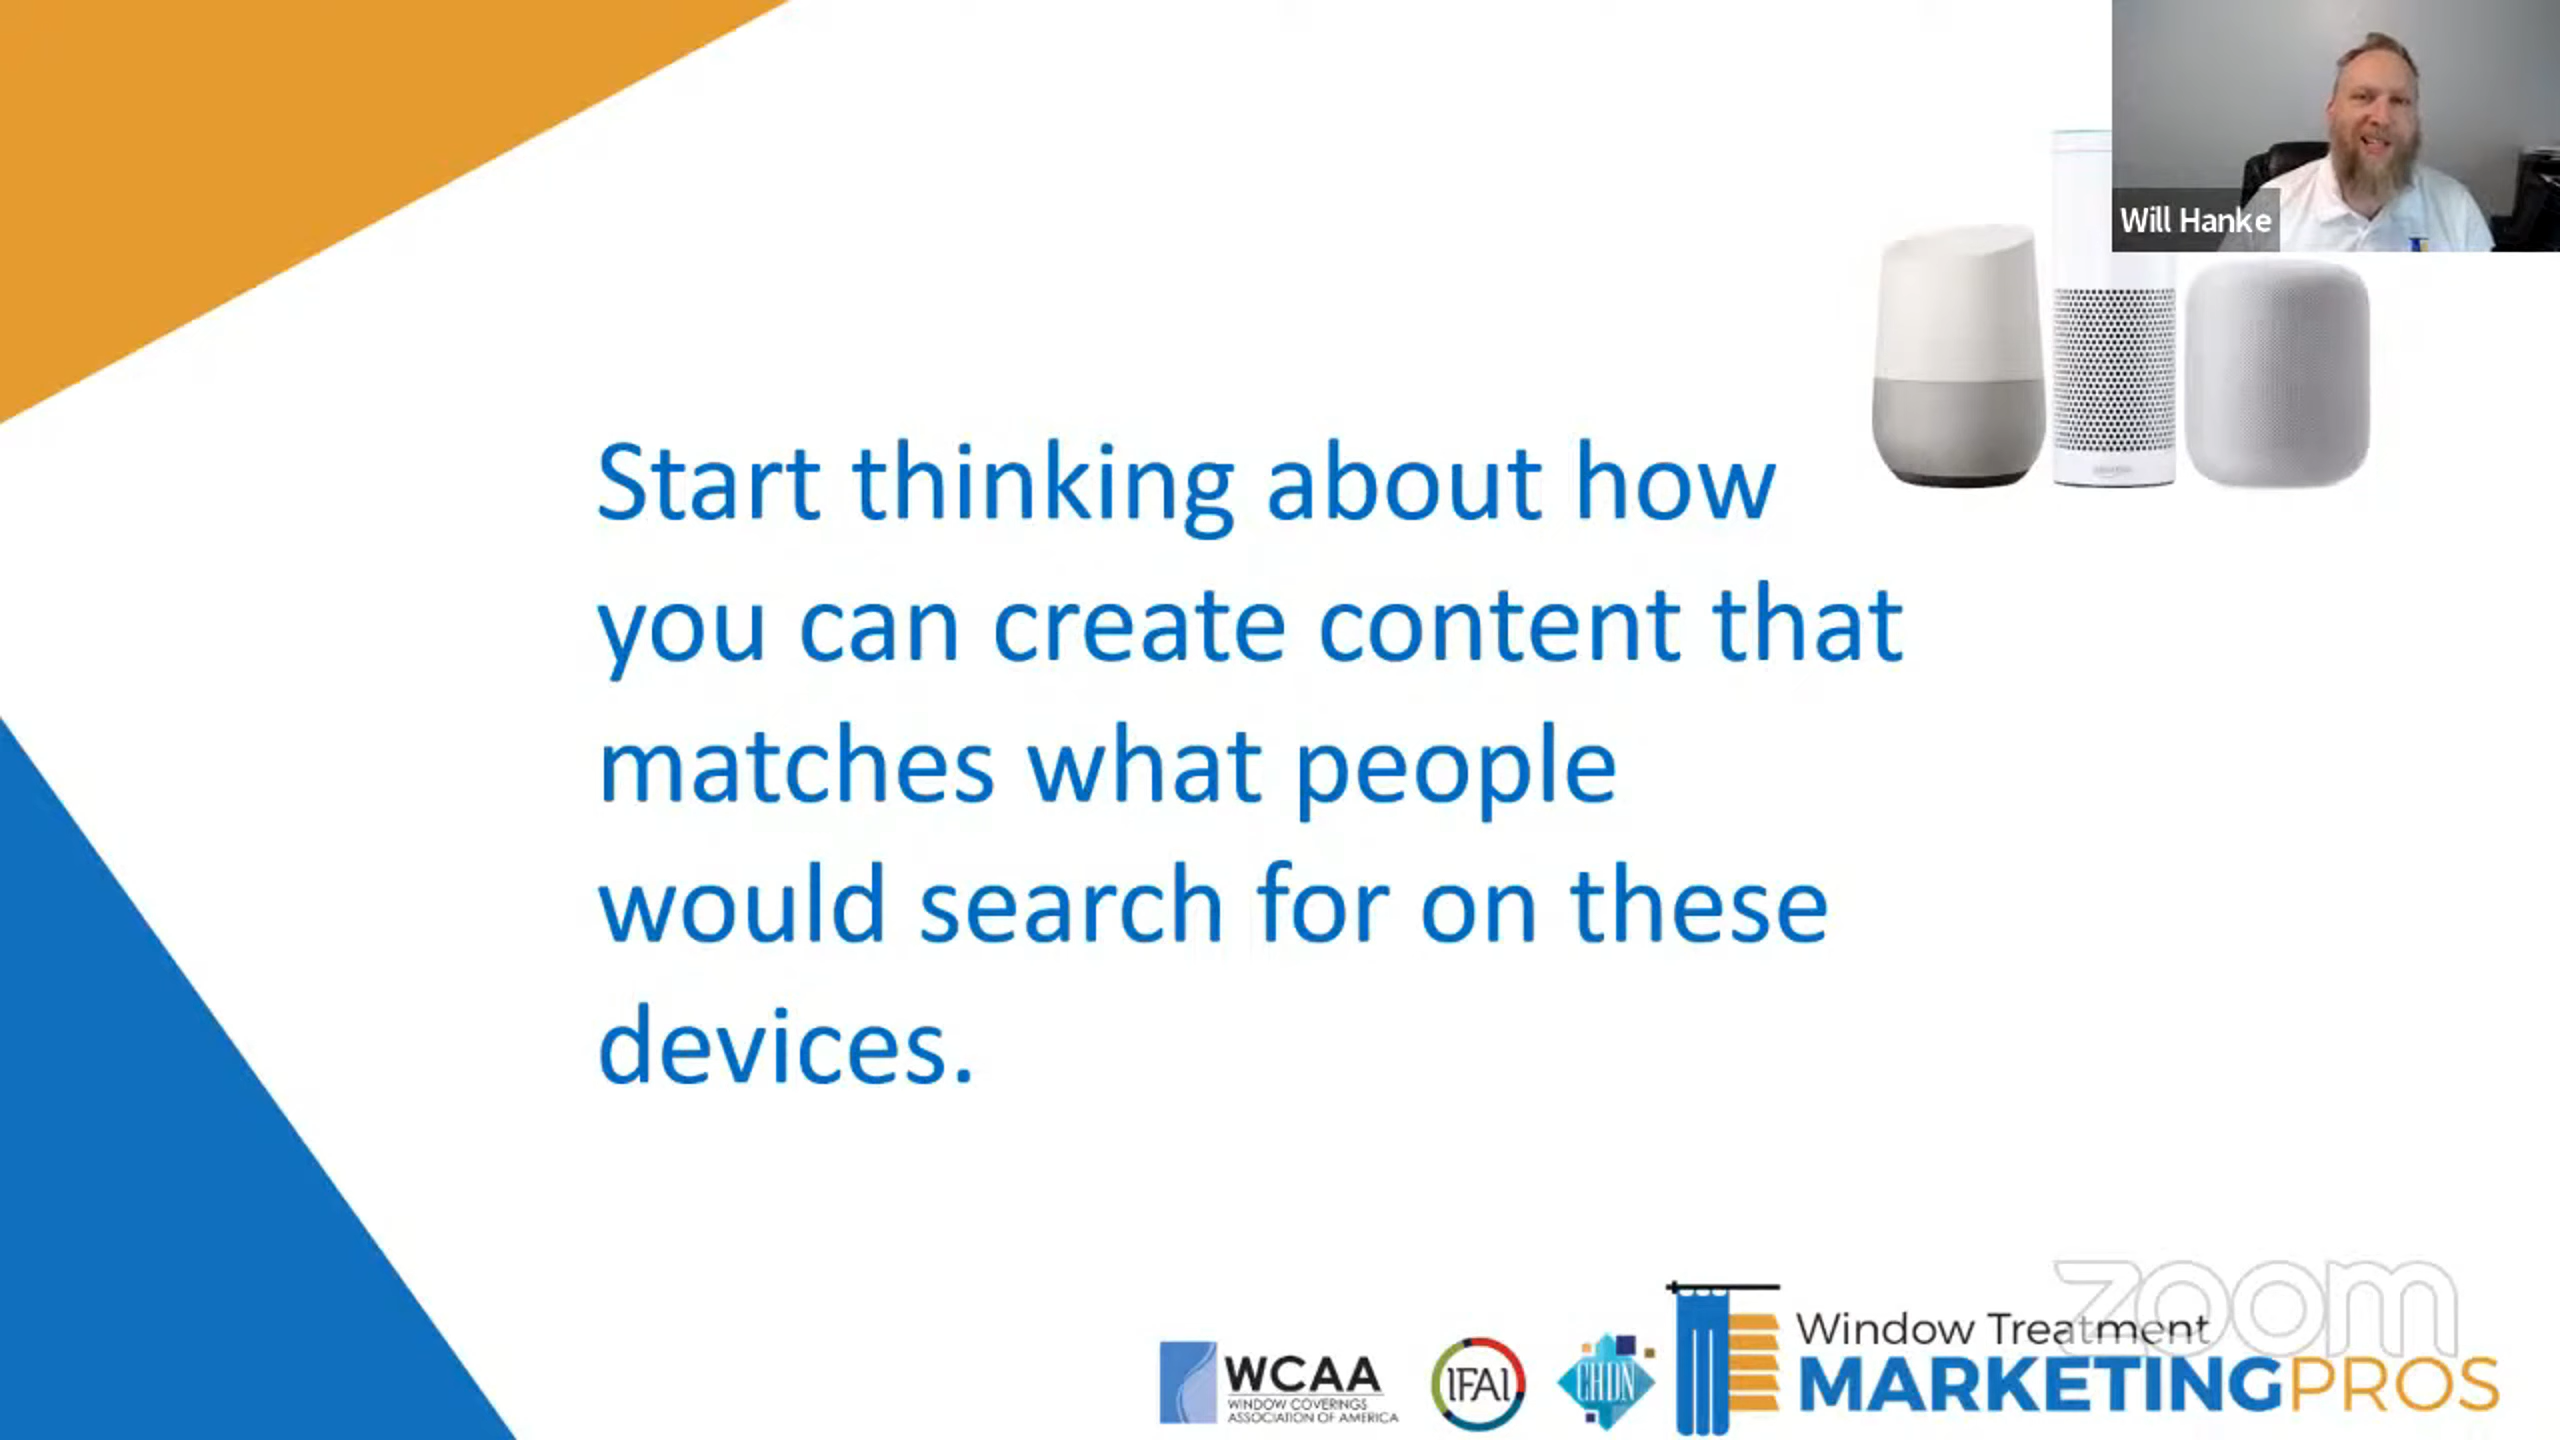 Will Hanke
Start thinking about how
you can create content that
matches what people
would search for on these
devices.
zoom
Window Treatment
MARKETINGPROS
WCAA
WINDOW COVERINGS
ASSOCIATION OF AMERICA
IFAI
CHDN